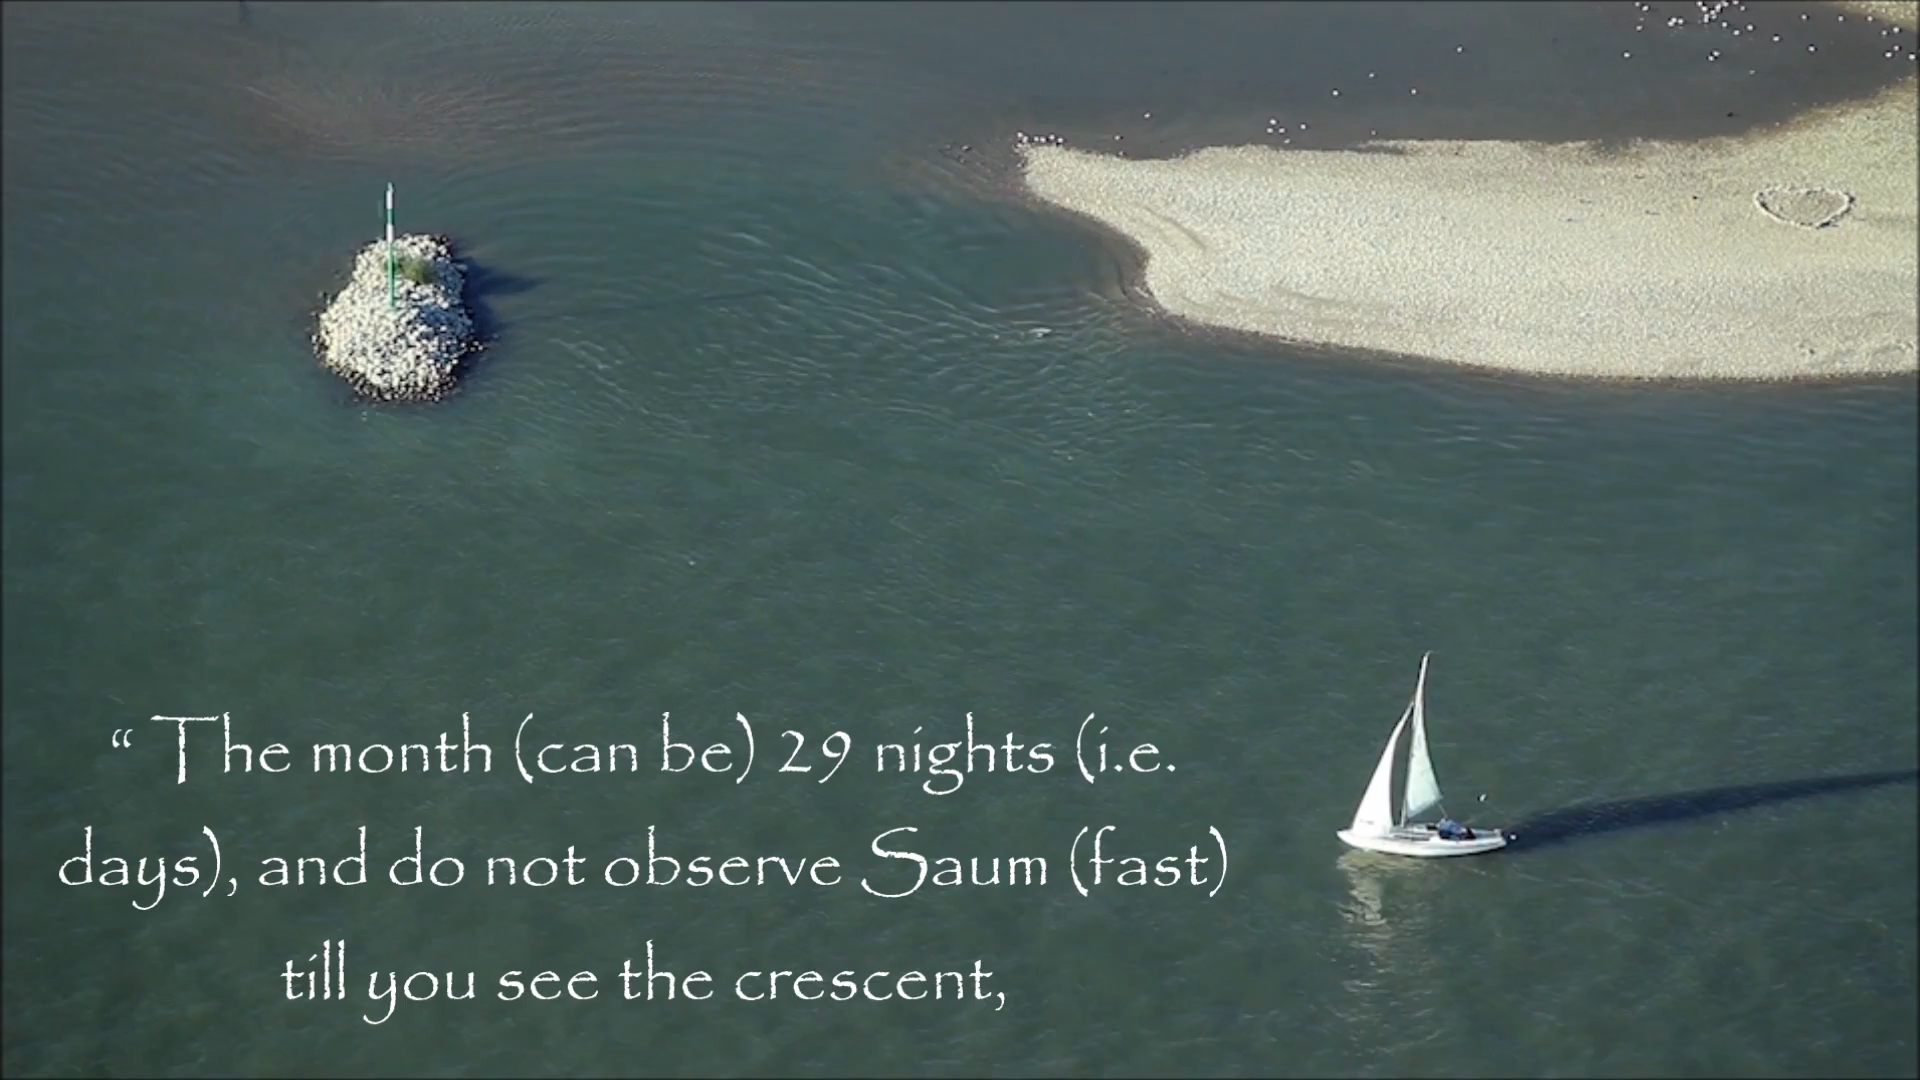 “ The month (can be) 29 nights (i.e.
days), and do not observe Saum (fast)
till you see the crescent,